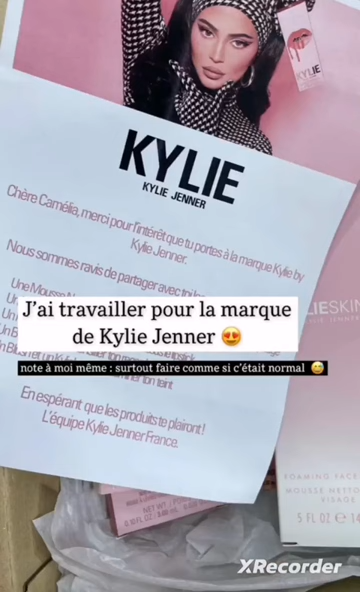 KYLIE
KYLIE
KYLIE JENNER
Chère Camélia, merci pour l'intérêt que tu portes à la marque Kylie by
Kylie Jenner.
Nous sommes ravis de partager avec toi
Une Mousse
J'ai travailler pour la marque
de Kylie Jenner 😍
note à moi même : surtout faire comme si c'était normal 😋
En espérant que les produits te plairont !
L'équipe Kylie Jenner France.
LIESKIN
FOAMING FACE
MOUSSE NETTO
VISAGE
5 FL OZ e 14
XRecorder